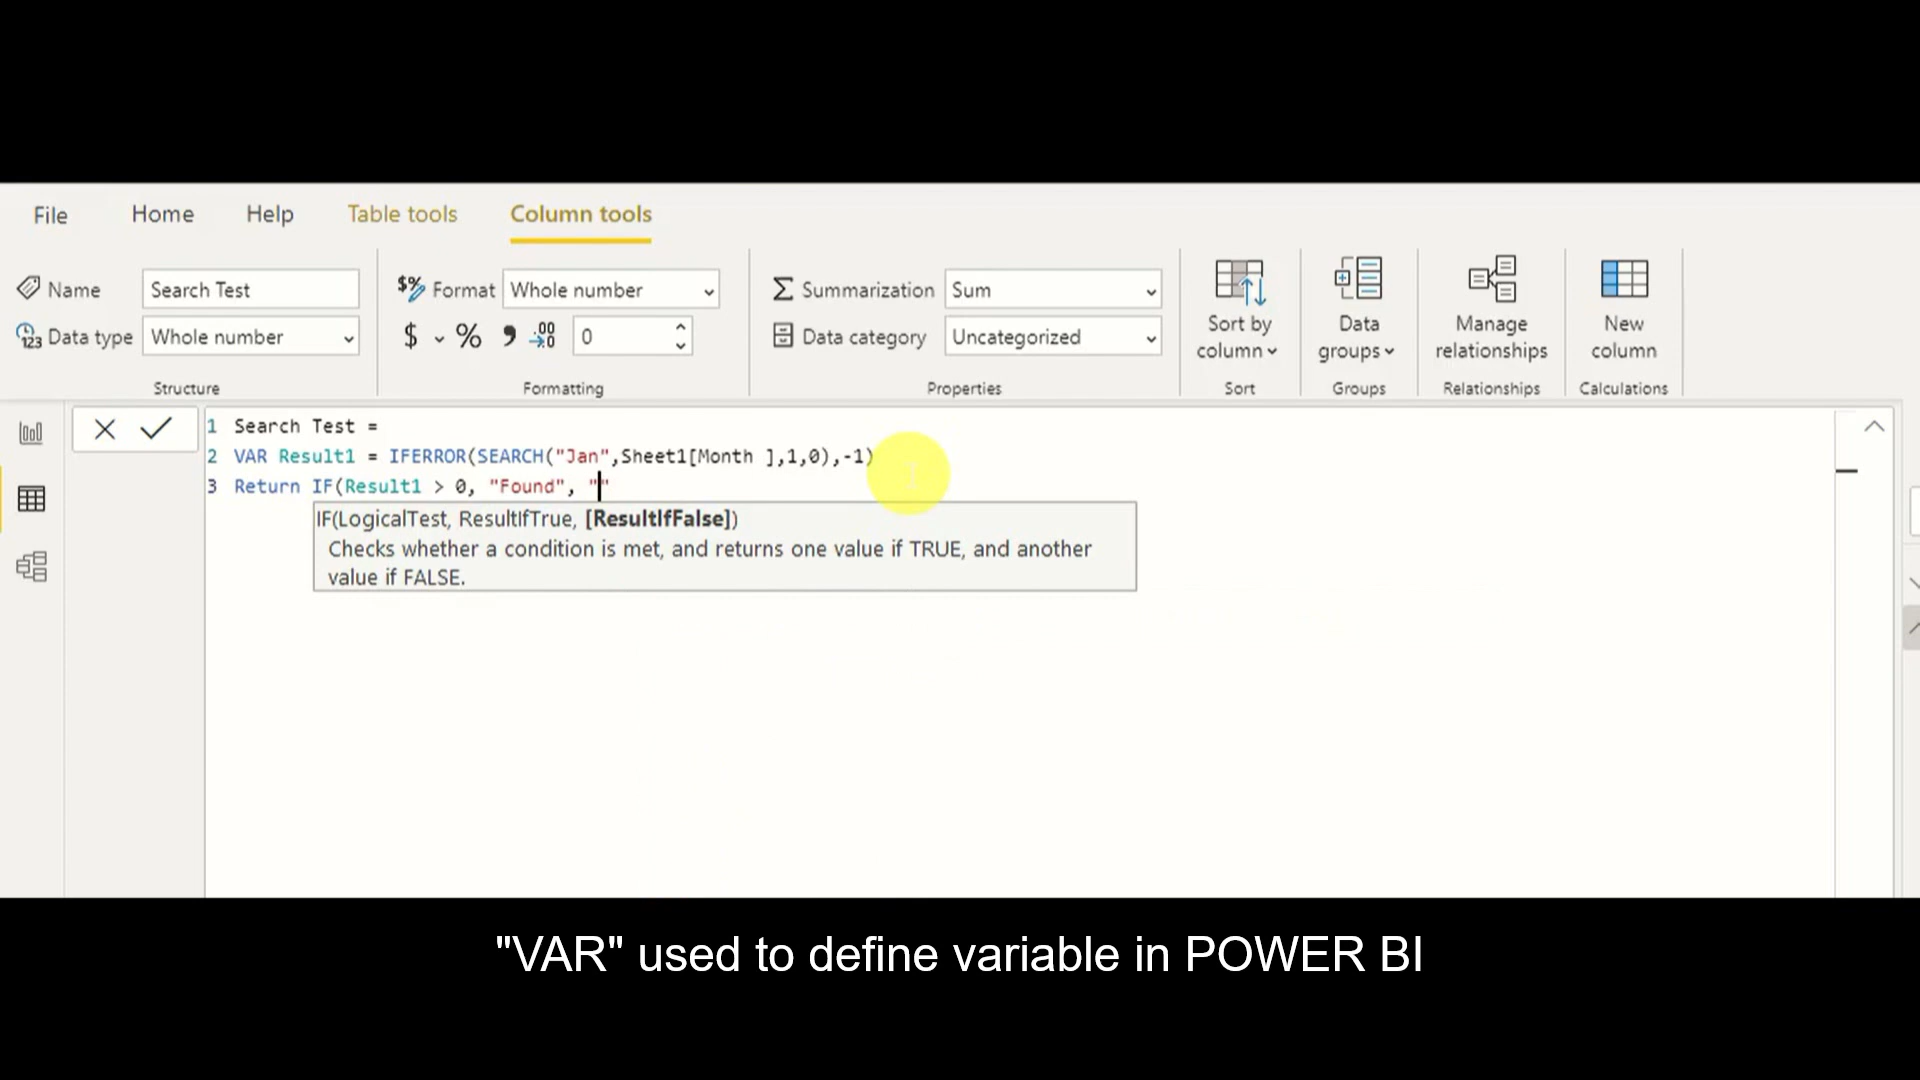 File Home Help Table tools Column tools
Name Search Test $% Format Whole number Summarization Sum
123 Data type Whole number $ % .00 .0 0 Data category Uncategorized
Sort by column
Data groups
Manage relationships
New column
Structure Formatting Properties Sort Groups Relationships Calculations
1 Search Test =
2 VAR Result1 = IFERROR(SEARCH("Jan",Sheet1[Month ],1,0),-1)
3 Return IF(Result1 > 0, "Found", ""
IF(LogicalTest, ResultIfTrue, [ResultIfFalse])
Checks whether a condition is met, and returns one value if TRUE, and another
value if FALSE.
"VAR" used to define variable in POWER BI